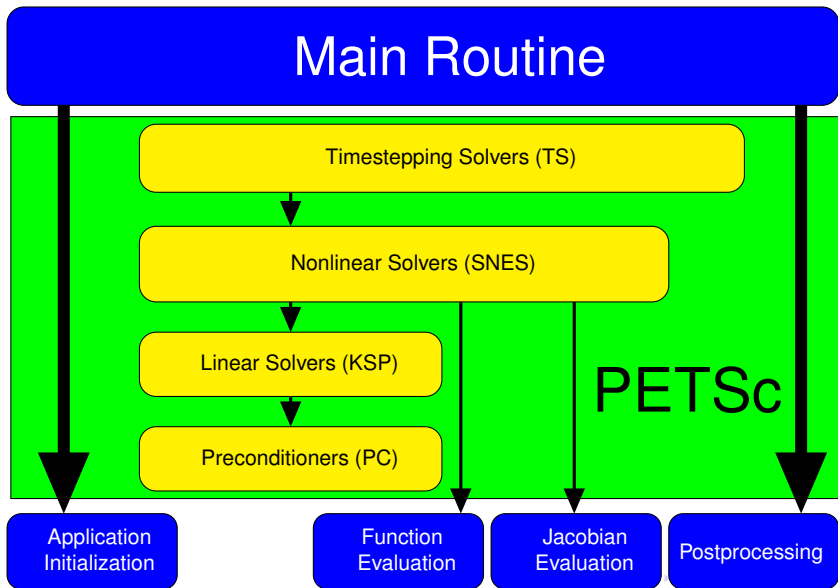 Main Routine
Timestepping Solvers (TS)
Nonlinear Solvers (SNES)
Linear Solvers (KSP)
PETSc
Preconditioners (PC)
Application
Initialization
Function
Evaluation
Jacobian
Evaluation
Postprocessing